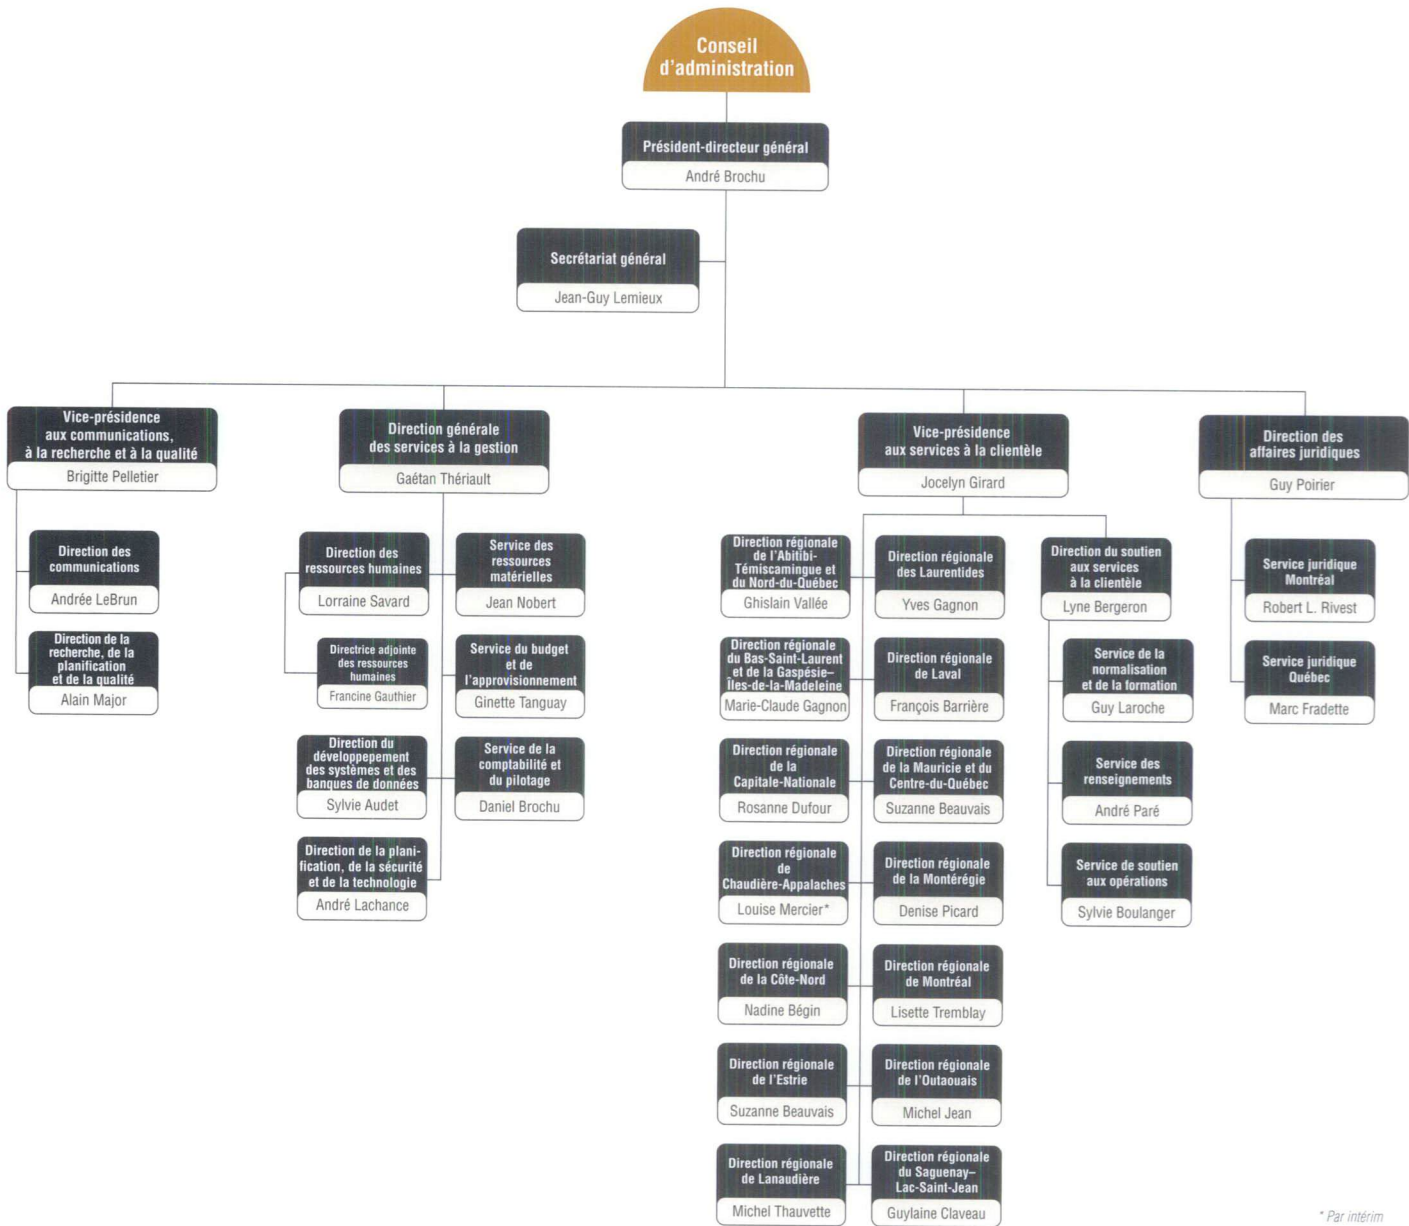 Conseil
d'administration
Président-directeur général
André Brochu
Secrétariat général
Jean-Guy Lemieux
Vice-présidence
aux communications,
à la recherche et à la qualité
Brigitte Pelletier
Direction des
communications
Andrée LeBrun
Direction de la
recherche, de la
planification
et de la qualité
Alain Major
Direction générale
des services à la gestion
Gaétan Thériault
Direction des
ressources humaines
Lorraine Savard
Directrice adjointe
des ressources
humaines
Francine Gauthier
Direction du
développepement
des systèmes et des
banques de données
Sylvie Audet
Direction de la plani-
fication, de la sécurité
et de la technologie
André Lachance
Service des
ressources
matérielles
Jean Nobert
Service du budget
et de
l'approvisionnement
Ginette Tanguay
Service de la
comptabilité et
du pilotage
Daniel Brochu
Vice-présidence
aux services à la clientèle
Jocelyn Girard
Direction régionale
de l'Abitibi-
Témiscamingue et
du Nord-du-Québec
Ghislain Vallée
Direction régionale
du Bas-Saint-Laurent
et de la Gaspésie–
Îles-de-la-Madeleine
Marie-Claude Gagnon
Direction régionale
de la
Capitale-Nationale
Rosanne Dufour
Direction régionale
de
Chaudière-Appalaches
Louise Mercier*
Direction régionale
de la Côte-Nord
Nadine Bégin
Direction régionale
de l'Estrie
Suzanne Beauvais
Direction régionale
de Lanaudière
Michel Thauvette
Direction régionale
des Laurentides
Yves Gagnon
Direction régionale
de Laval
François Barrière
Direction régionale
de la Mauricie et du
Centre-du-Québec
Suzanne Beauvais
Direction régionale
de la Montérégie
Denise Picard
Direction régionale
de Montréal
Lisette Tremblay
Direction régionale
de l'Outaouais
Michel Jean
Direction régionale
du Saguenay–
Lac-Saint-Jean
Guylaine Claveau
Direction du soutien
aux services
à la clientèle
Lyne Bergeron
Service de la
normalisation
et de la formation
Guy Laroche
Service des
renseignements
André Paré
Service de soutien
aux opérations
Sylvie Boulanger
Direction des
affaires juridiques
Guy Poirier
Service juridique
Montréal
Robert L. Rivest
Service juridique
Québec
Marc Fradette
* Par intérim